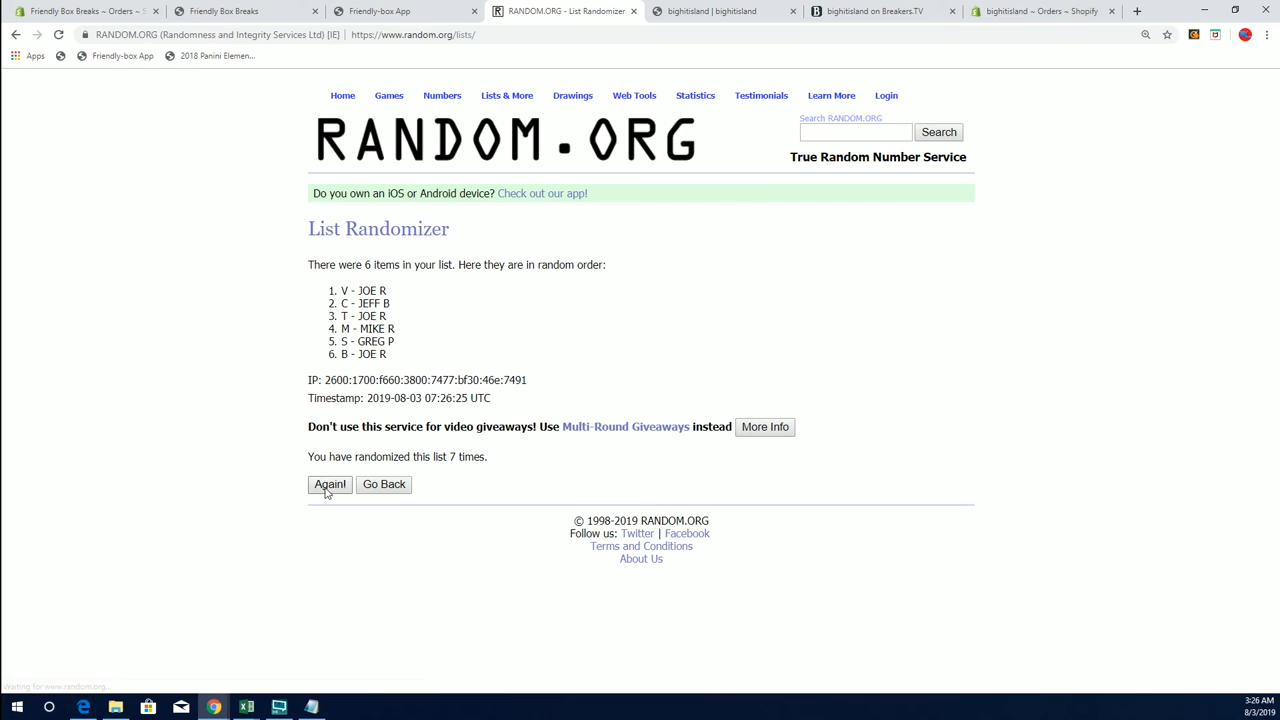 Friendly Box Breaks ~ Orders ~ S
Friendly Box Breaks
Friendly-box App
RANDOM.ORG - List Randomizer
bighitisland | bighitisland
bighitisland on Breakers.TV
bighitisland ~ Orders ~ Shopify
RANDOM.ORG (Randomness and Integrity Services Ltd) [IE] | https://www.random.org/lists/
Apps
Friendly-box App
2018 Panini Elemen...
Home Games Numbers Lists & More Drawings Web Tools Statistics Testimonials Learn More Login
RANDOM.ORG
Search RANDOM.ORG
Search
True Random Number Service
Do you own an iOS or Android device? Check out our app!
List Randomizer
There were 6 items in your list. Here they are in random order:
1. V - JOE R
2. C - JEFF B
3. T - JOE R
4. M - MIKE R
5. S - GREG P
6. B - JOE R
IP: 2600:1700:f660:3800:7477:bf30:46e:7491
Timestamp: 2019-08-03 07:26:25 UTC
Don't use this service for video giveaways! Use Multi-Round Giveaways instead More Info
You have randomized this list 7 times.
Again! Go Back
© 1998-2019 RANDOM.ORG
Follow us: Twitter | Facebook
Terms and Conditions
About Us
Waiting for www.random.org...
3:26 AM
8/3/2019